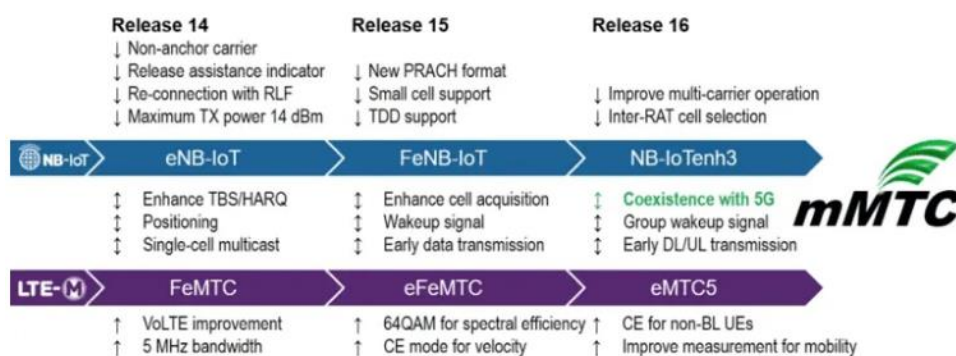 Release 14 Release 15 Release 16
↓ Non-anchor carrier
↓ Release assistance indicator ↓ New PRACH format
↓ Re-connection with RLF ↓ Small cell support ↓ Improve multi-carrier operation
↓ Maximum TX power 14 dBm ↓ TDD support ↓ Inter-RAT cell selection
NB-IoT eNB-IoT FeNB-IoT NB-IoTenh3
↕ Enhance TBS/HARQ ↕ Enhance cell acquisition ↕ Coexistence with 5G
↕ Positioning ↕ Wakeup signal ↕ Group wakeup signal
↕ Single-cell multicast ↕ Early data transmission ↕ Early DL/UL transmission
mMTC
LTE-M FeMTC eFeMTC eMTC5
↑ VoLTE improvement ↑ 64QAM for spectral efficiency ↑ CE for non-BL UEs
↑ 5 MHz bandwidth ↑ CE mode for velocity ↑ Improve measurement for mobility